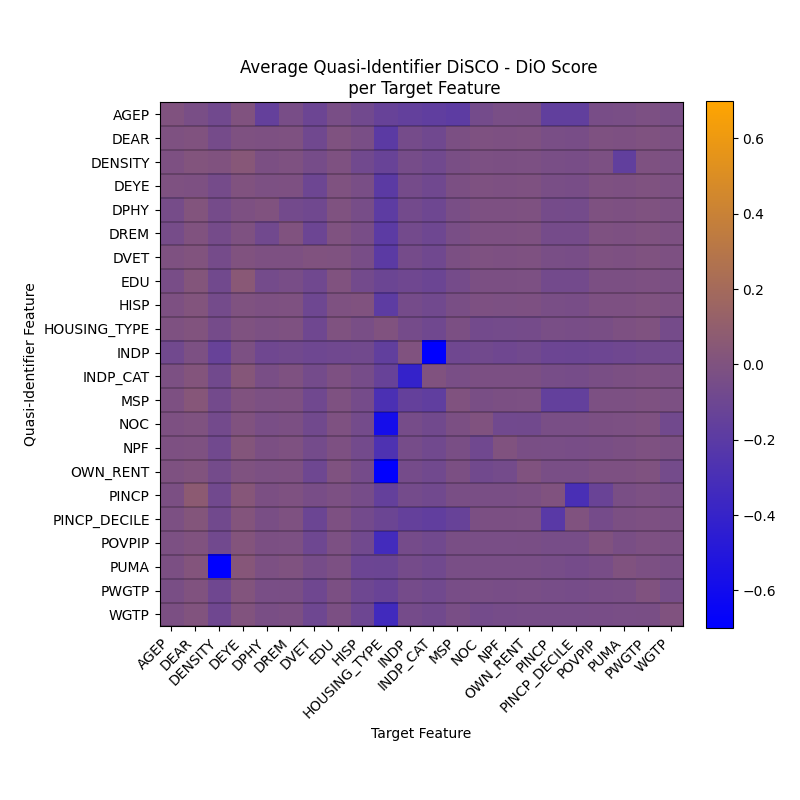 Average Quasi-Identifier DiSCO - DiO Score
per Target Feature
Quasi-Identifier Feature
AGEP
DEAR
DENSITY
DEYE
DPHY
DREM
DVET
EDU
HISP
HOUSING_TYPE
INDP
INDP_CAT
MSP
NOC
NPF
OWN_RENT
PINCP
PINCP_DECILE
POVPIP
PUMA
PWGTP
WGTP
AGEP
DEAR
DENSITY
DEYE
DPHY
DREM
DVET
EDU
HISP
HOUSING_TYPE
INDP
INDP_CAT
MSP
NOC
NPF
OWN_RENT
PINCP
PINCP_DECILE
POVPIP
PUMA
PWGTP
WGTP
Target Feature
0.6
0.4
0.2
0.0
−0.2
−0.4
−0.6